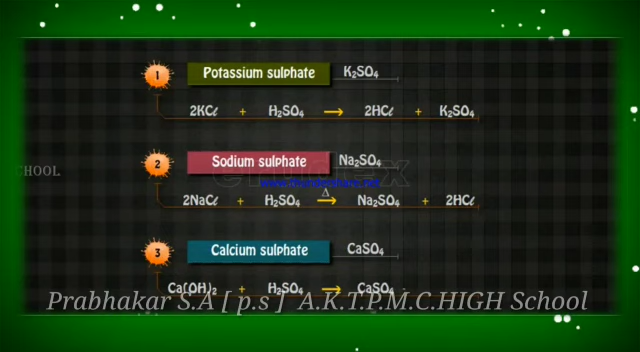 1 Potassium sulphate K₂SO₄
2KCl + H₂SO₄ → 2HCl + K₂SO₄
CHOOL
2 Sodium sulphate Na₂SO₄
2NaCl + H₂SO₄ Δ→ Na₂SO₄ + 2HCl
3 Calcium sulphate CaSO₄
Ca(OH)₂ + H₂SO₄ → CaSO₄
Prabhakar S.A [ p.s ] A.K.T.P.M.C.HIGH School